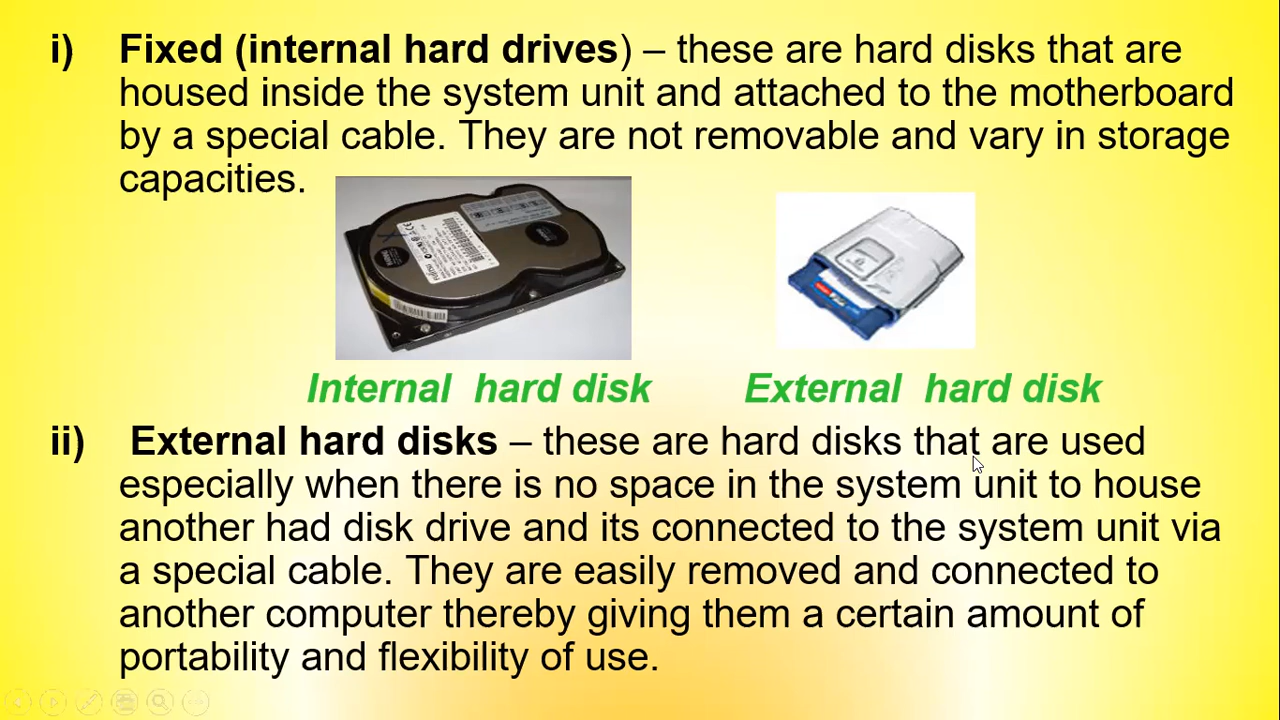 i) Fixed (internal hard drives) – these are hard disks that are
housed inside the system unit and attached to the motherboard
by a special cable. They are not removable and vary in storage
capacities.
Internal hard disk
External hard disk
ii) External hard disks – these are hard disks that are used
especially when there is no space in the system unit to house
another had disk drive and its connected to the system unit via
a special cable. They are easily removed and connected to
another computer thereby giving them a certain amount of
portability and flexibility of use.